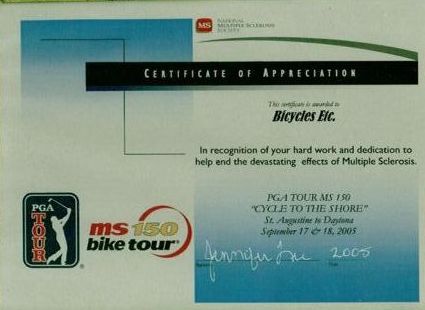 MS
NATIONAL
MULTIPLE SCLEROSIS
SOCIETY
CERTIFICATE OF APPRECIATION
This certificate is awarded to
Bicycles Etc.
In recognition of your hard work and dedication to
help end the devastating effects of Multiple Sclerosis.
PGA TOUR MS 150
"CYCLE TO THE SHORE"
St. Augustine to Daytona
September 17 & 18, 2005
Jennifer 2005
PGA
TOUR
ms 150
bike tour